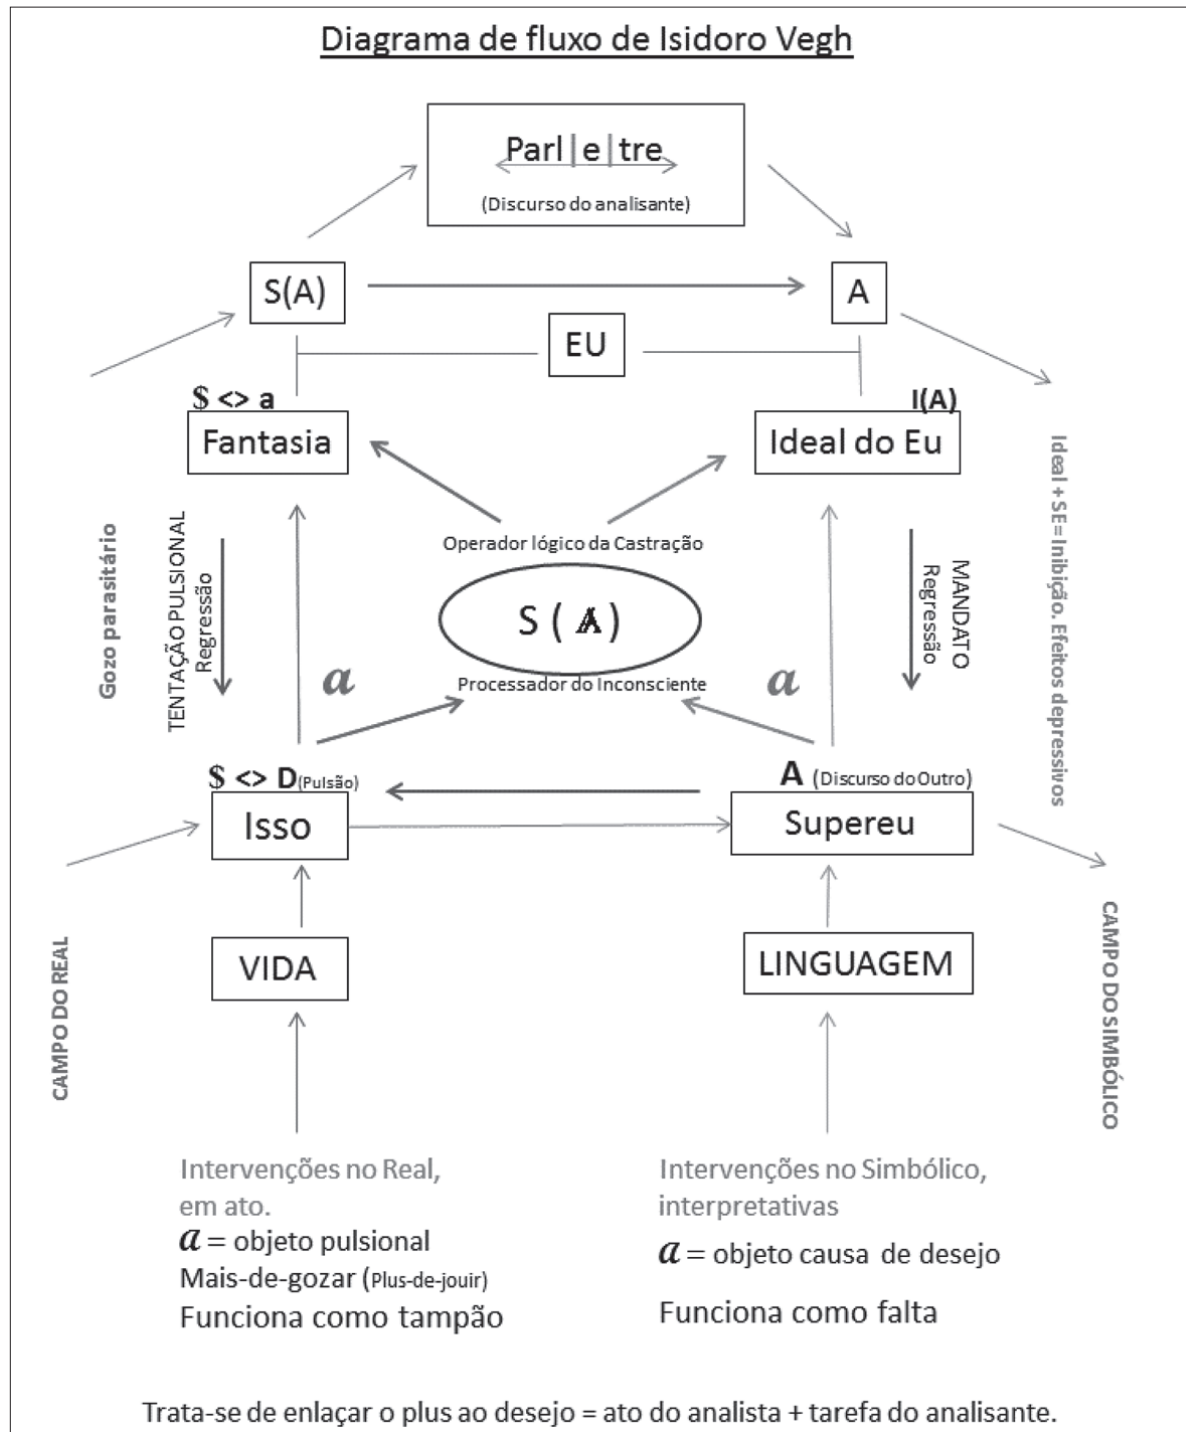 Diagrama de fluxo de Isidoro Vegh
Parl|e|tre
(Discurso do analisante)
S(A)
A
EU
$ <> a
Fantasia
I(A)
Ideal do Eu
Operador lógico da Castração
S ( Ⱥ )
Processador do Inconsciente
Gozo parasitário
TENTAÇÃO PULSIONAL
Regressão
a
a
MANDATO
Regressão
Ideal + SE= Inibição. Efeitos depressivos
$ <> D(Pulsão)
Isso
A (Discurso do Outro)
Supereu
VIDA
LINGUAGEM
CAMPO DO REAL
CAMPO DO SIMBÓLICO
Intervenções no Real,
em ato.
a = objeto pulsional
Mais-de-gozar (Plus-de-jouir)
Funciona como tampão
Intervenções no Simbólico,
interpretativas
a = objeto causa de desejo
Funciona como falta
Trata-se de enlaçar o plus ao desejo = ato do analista + tarefa do analisante.